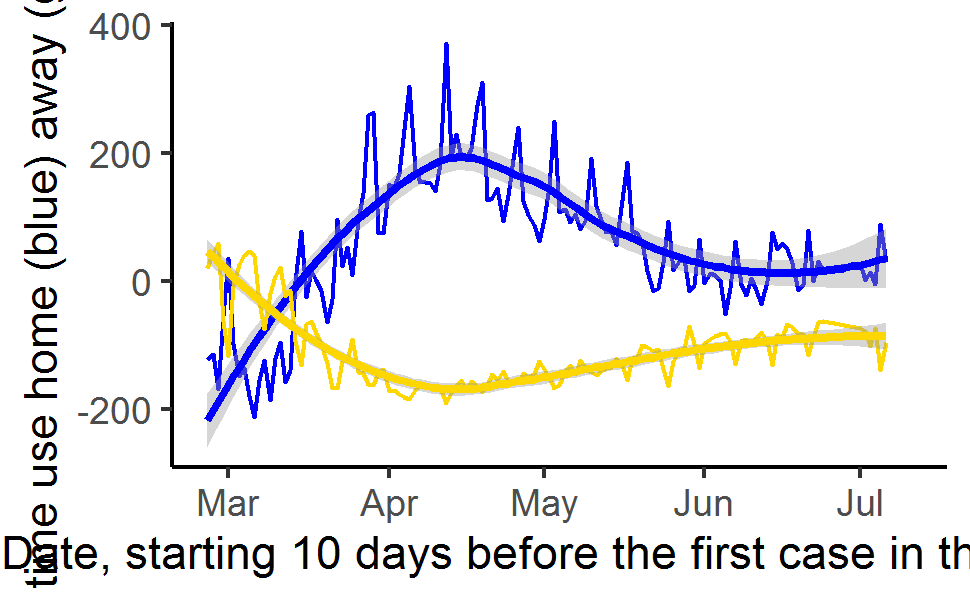 time use home (blue) away (
400
200
0
-200
Mar Apr May Jun Jul
Date, starting 10 days before the first case in th